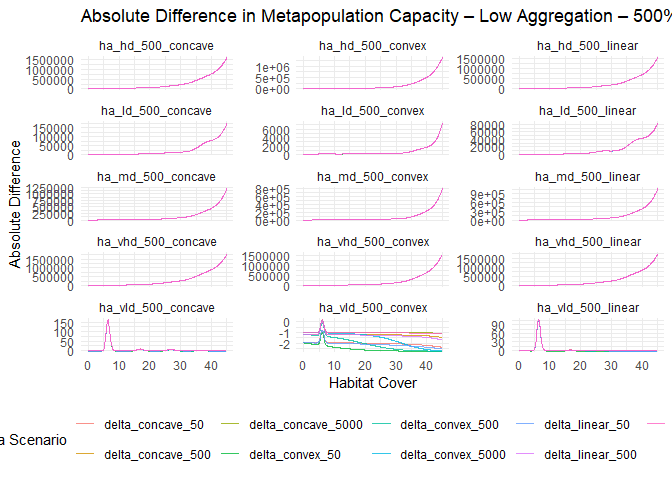 Absolute Difference in Metapopulation Capacity – Low Aggregation – 500%
ha_hd_500_concave ha_hd_500_convex ha_hd_500_linear
1500000 1e+06 1500000
1000000 5e+05 1000000
500000 0e+00 500000
0 0
ha_ld_500_concave ha_ld_500_convex ha_ld_500_linear
150000 6000 80000
100000 4000 60000
50000 2000 40000
0 0 20000
0
ha_md_500_concave ha_md_500_convex ha_md_500_linear
1250000 8e+05 9e+05
1000000 6e+05 6e+05
750000 4e+05 3e+05
500000 2e+05 0e+00
250000 0e+00
0
ha_vhd_500_concave ha_vhd_500_convex ha_vhd_500_linear
1500000 1500000 1500000
1000000 1000000 1000000
500000 500000 500000
0 0 0
ha_vld_500_concave ha_vld_500_convex ha_vld_500_linear
150 0 90
100 -1 60
50 -2 30
0 0
0 10 20 30 40 0 10 20 30 40 0 10 20 30 40
Absolute Difference
Habitat Cover
a Scenario
delta_concave_50 delta_concave_5000 delta_convex_500 delta_linear_50
delta_concave_500 delta_convex_50 delta_convex_5000 delta_linear_500